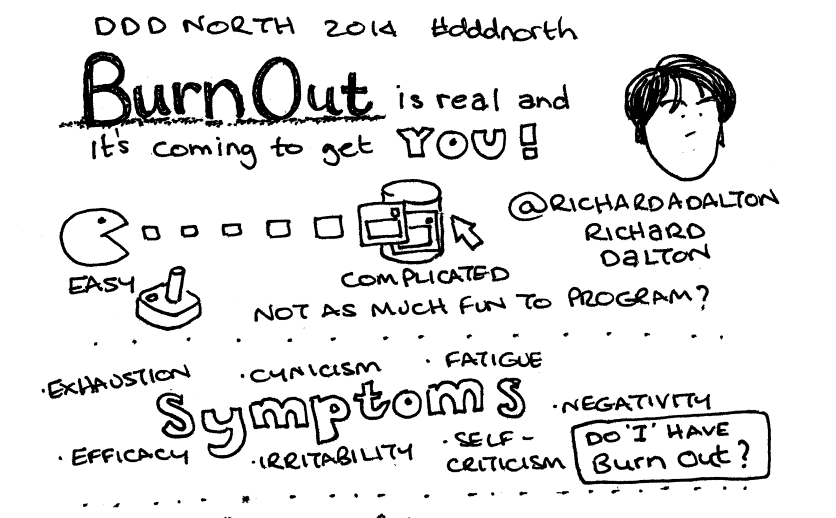 DDD NORTH 2014 #dddnorth
BurnOut is real and
it's coming to get YOU!
@RICHARDADALTON
RICHARD
DALTON
EASY
COMPLICATED
NOT AS MUCH FUN TO PROGRAM?
·EXHAUSTION ·CYNICISM ·FATIGUE
Symptoms ·NEGATIVITY
·EFFICACY ·IRRITABILITY ·SELF-
CRITICISM
DO 'I' HAVE
Burn Out?